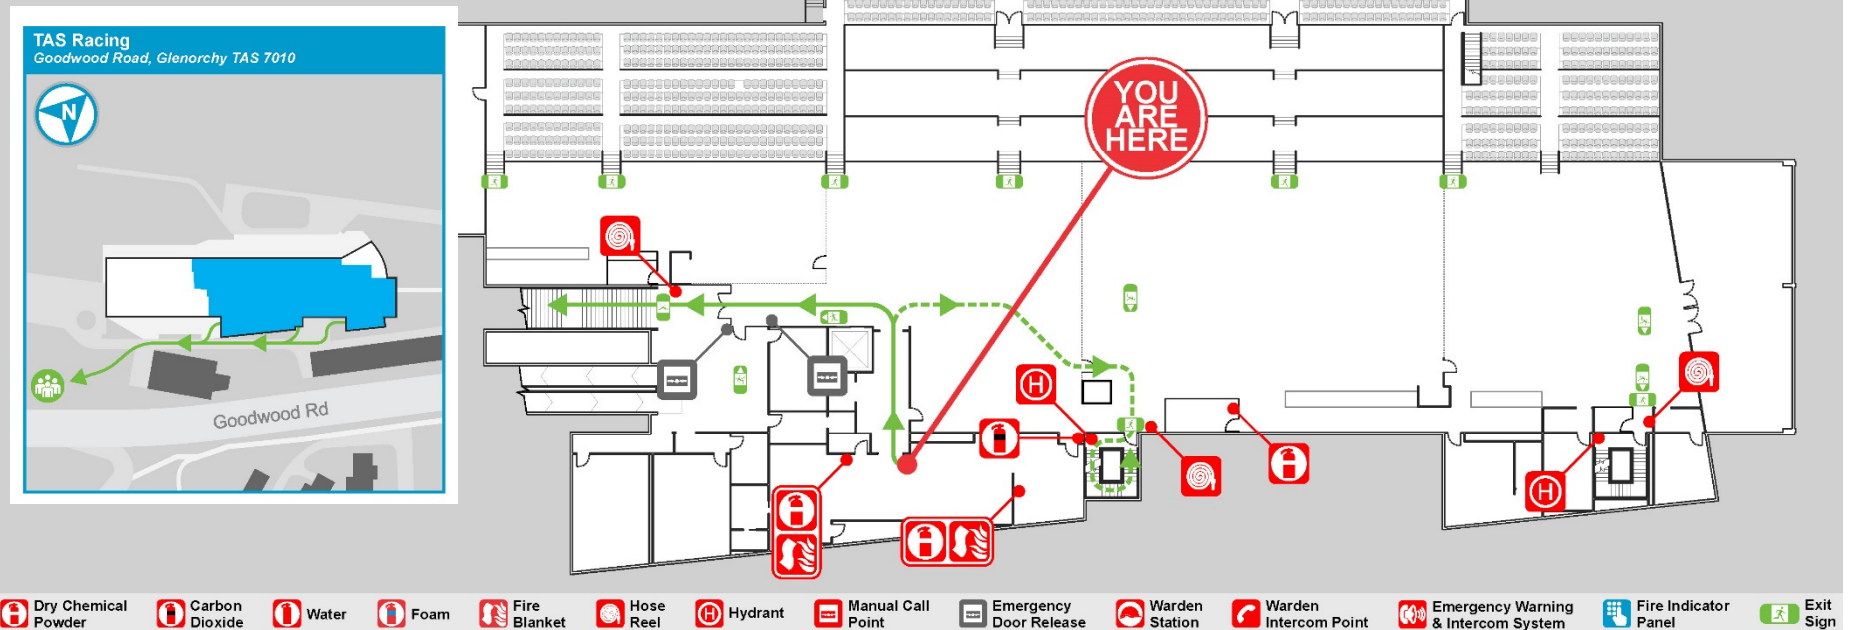 TAS Racing
Goodwood Road, Glenorchy TAS 7010
N
Goodwood Rd
YOU
ARE
HERE
H
H
Dry Chemical
Powder
Carbon
Dioxide
Water
Foam
Fire
Blanket
Hose
Reel
H
Hydrant
Manual Call
Point
Emergency
Door Release
Warden
Station
Warden
Intercom Point
Emergency Warning
& Intercom System
Fire Indicator
Panel
Exit
Sign